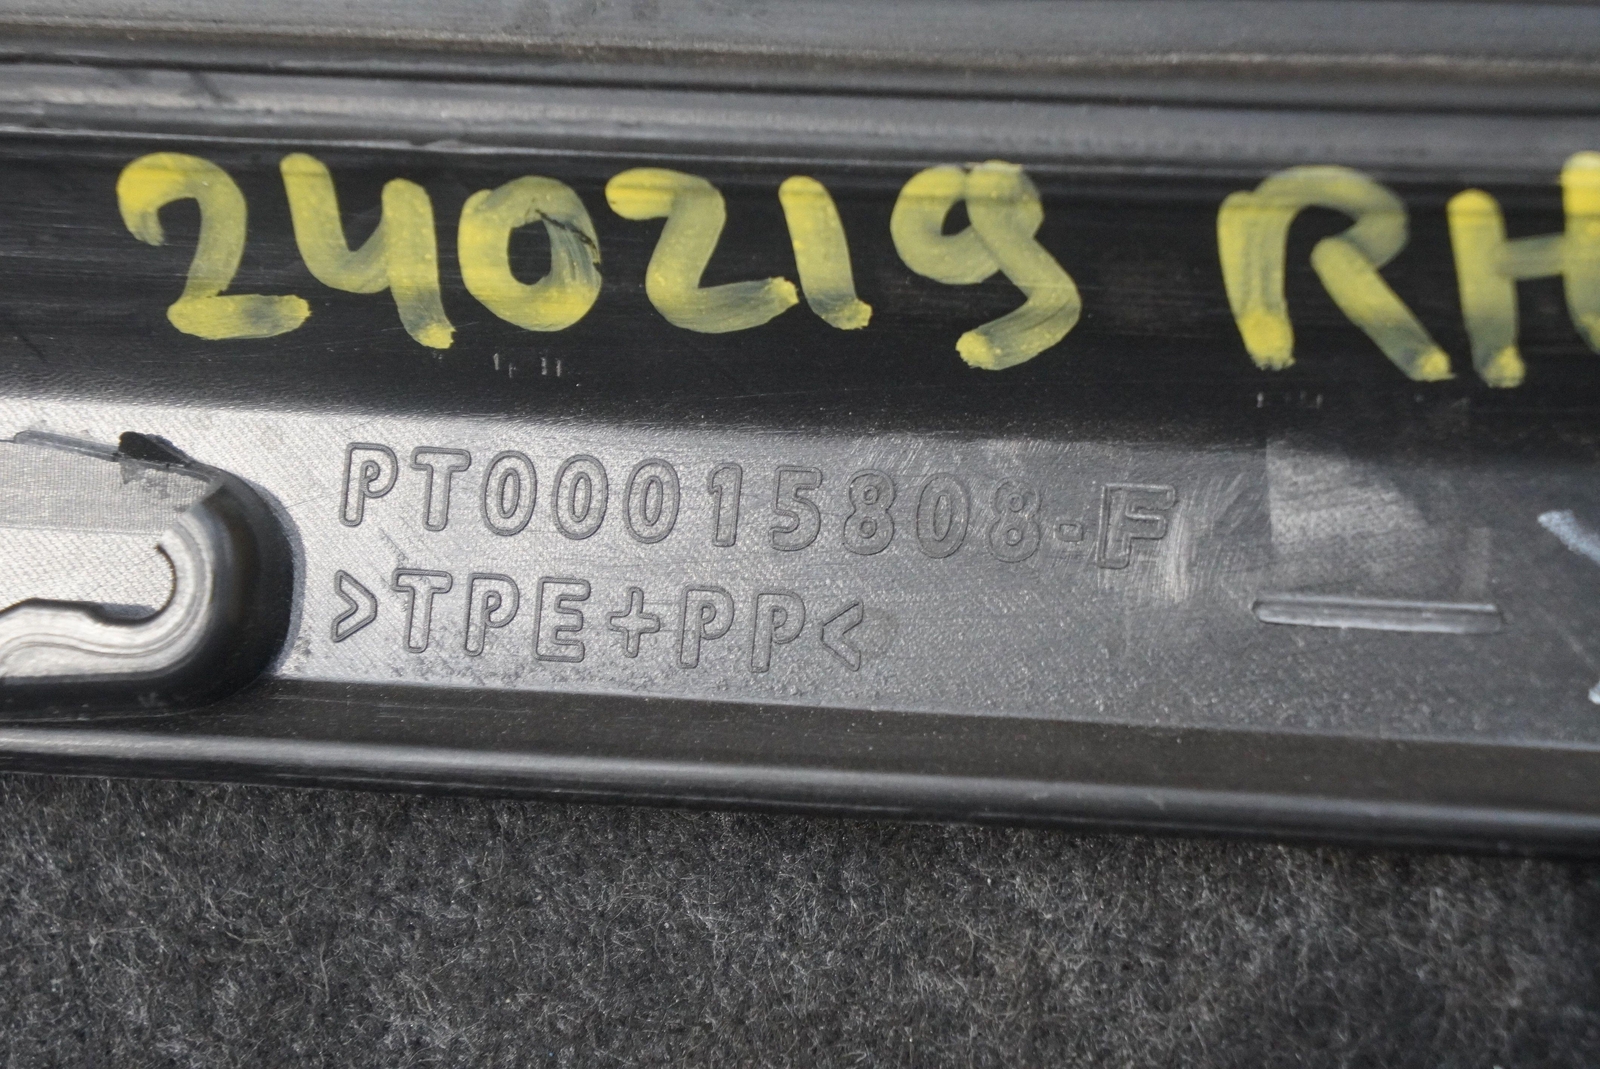 240219 RH
PT00015808-F
>TPE+PP<